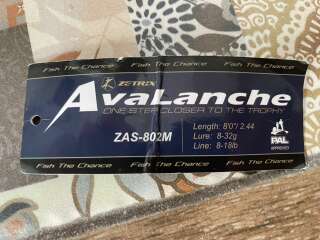 Fish The Chance Fish The Chance Fish The Chance
ZETRIX
AvaLanche
ONE STEP CLOSER TO THE TROPHY
ZAS-802M
Length: 8'0"/ 2.44
Lure: 8-32g
Line: 8-18lb
PAL
Fish The Chance Fish The Chance Fish The Chance